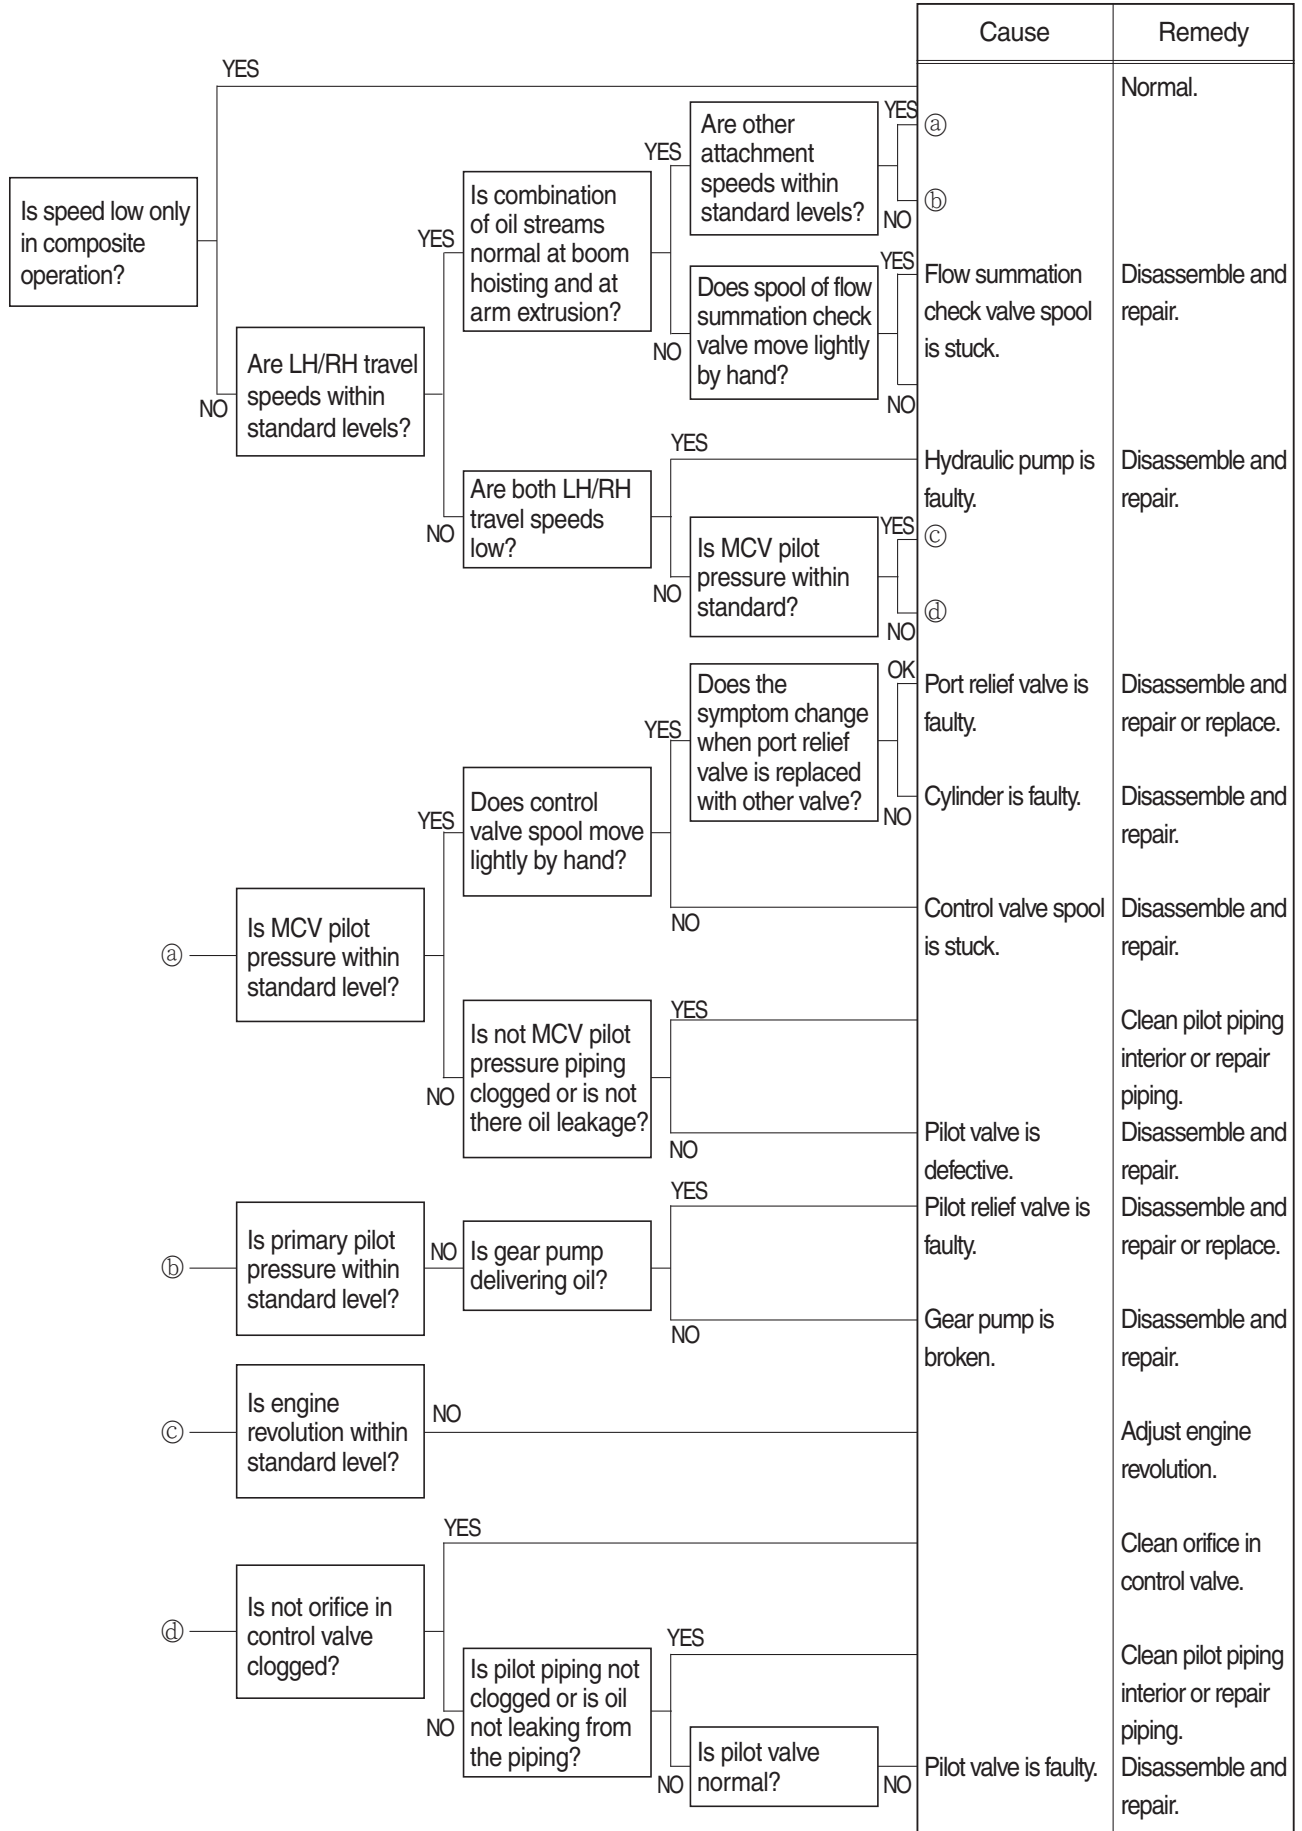 Cause
Remedy
YES
Normal.
Is speed low only
in composite
operation?
NO
Are LH/RH travel
speeds within
standard levels?
YES
Is combination
of oil streams
normal at boom
hoisting and at
arm extrusion?
YES
Are other
attachment
speeds within
standard levels?
YES
ⓐ
NO
ⓑ
NO
Does spool of flow
summation check
valve move lightly
by hand?
YES
Flow summation
check valve spool
is stuck.
Disassemble and
repair.
NO
NO
Are both LH/RH
travel speeds
low?
YES
Hydraulic pump is
faulty.
Disassemble and
repair.
NO
Is MCV pilot
pressure within
standard?
YES
ⓒ
NO
ⓓ
ⓐ
Is MCV pilot
pressure within
standard level?
YES
Does control
valve spool move
lightly by hand?
YES
Does the
symptom change
when port relief
valve is replaced
with other valve?
OK
Port relief valve is
faulty.
Disassemble and
repair or replace.
NO
Cylinder is faulty.
Disassemble and
repair.
NO
Control valve spool
is stuck.
Disassemble and
repair.
NO
Is not MCV pilot
pressure piping
clogged or is not
there oil leakage?
YES
Clean pilot piping
interior or repair
piping.
NO
Pilot valve is
defective.
Disassemble and
repair.
ⓑ
Is primary pilot
pressure within
standard level?
NO
Is gear pump
delivering oil?
YES
Pilot relief valve is
faulty.
Disassemble and
repair or replace.
NO
Gear pump is
broken.
Disassemble and
repair.
ⓒ
Is engine
revolution within
standard level?
NO
Adjust engine
revolution.
ⓓ
Is not orifice in
control valve
clogged?
YES
Clean orifice in
control valve.
NO
Is pilot piping not
clogged or is oil
not leaking from
the piping?
YES
Clean pilot piping
interior or repair
piping.
NO
Is pilot valve
normal?
NO
Pilot valve is faulty.
Disassemble and
repair.